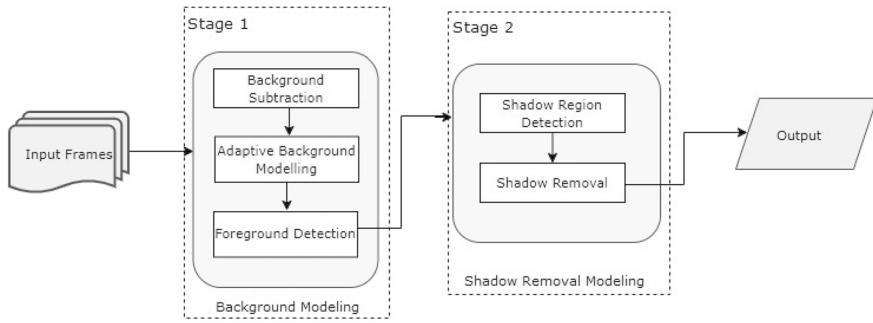 Stage 1
Stage 2
Input Frames
Background
Subtraction
Adaptive Background
Modelling
Foreground Detection
Background Modeling
Shadow Region
Detection
Shadow Removal
Shadow Removal Modeling
Output